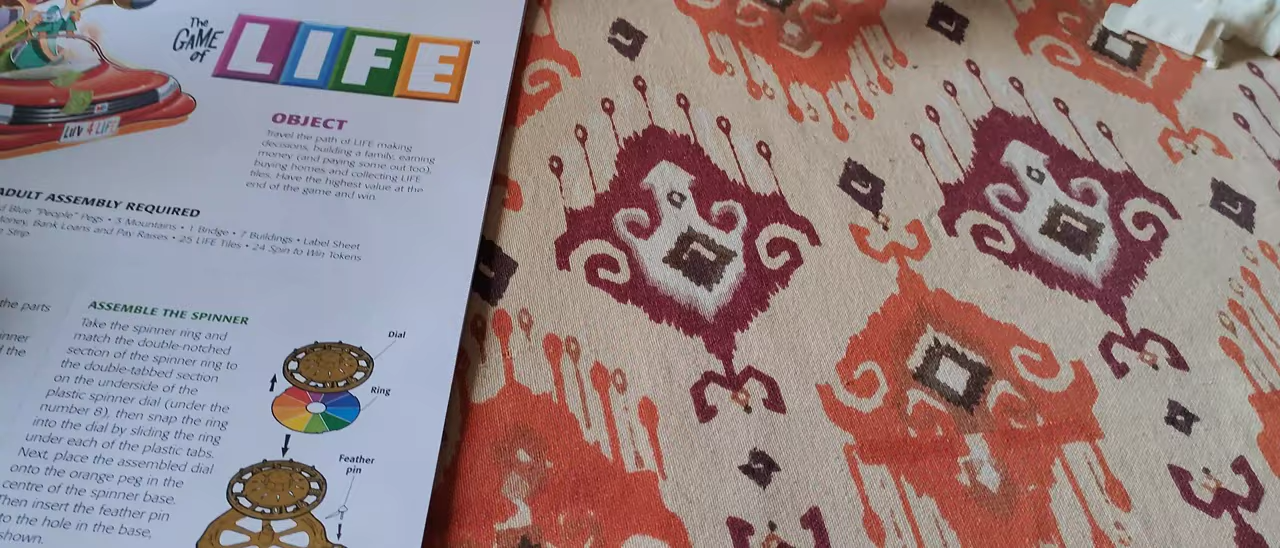 The
GAME
of
LIFE
LUV 4 LIFE
OBJECT
Travel the path of LIFE making
decisions, building a family, earning
money (and paying some out too),
buying homes and collecting LIFE
tiles. Have the highest value at the
end of the game and win.
ADULT ASSEMBLY REQUIRED
d Blue "People" Pegs • 3 Mountains • 1 Bridge • 7 Buildings • Label Sheet
Money, Bank Loans and Pay Raises • 25 LIFE Tiles • 24 Spin to Win Tokens
Strip
the parts
the
ASSEMBLE THE SPINNER
Take the spinner ring and
match the double-notched
section of the spinner ring to
the double-tabbed section
on the underside of the
plastic spinner dial (under the
number 8), then snap the ring
into the dial by sliding the ring
under each of the plastic tabs.
Next, place the assembled dial
onto the orange peg in the
centre of the spinner base.
Then insert the feather pin
to the hole in the base,
shown.
Dial
Ring
Feather
pin